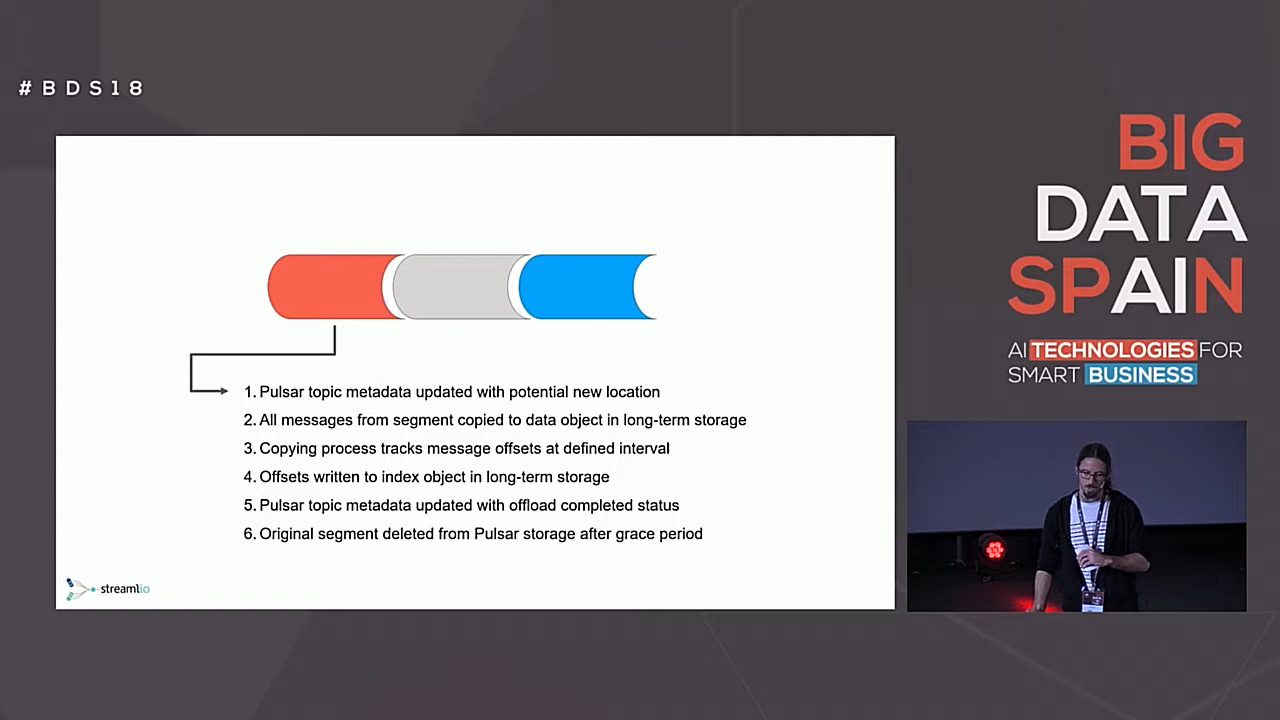 #BDS18
BIG
DATA
SPAIN
AI TECHNOLOGIES FOR
SMART BUSINESS
1. Pulsar topic metadata updated with potential new location
2. All messages from segment copied to data object in long-term storage
3. Copying process tracks message offsets at defined interval
4. Offsets written to index object in long-term storage
5. Pulsar topic metadata updated with offload completed status
6. Original segment deleted from Pulsar storage after grace period
streamlio